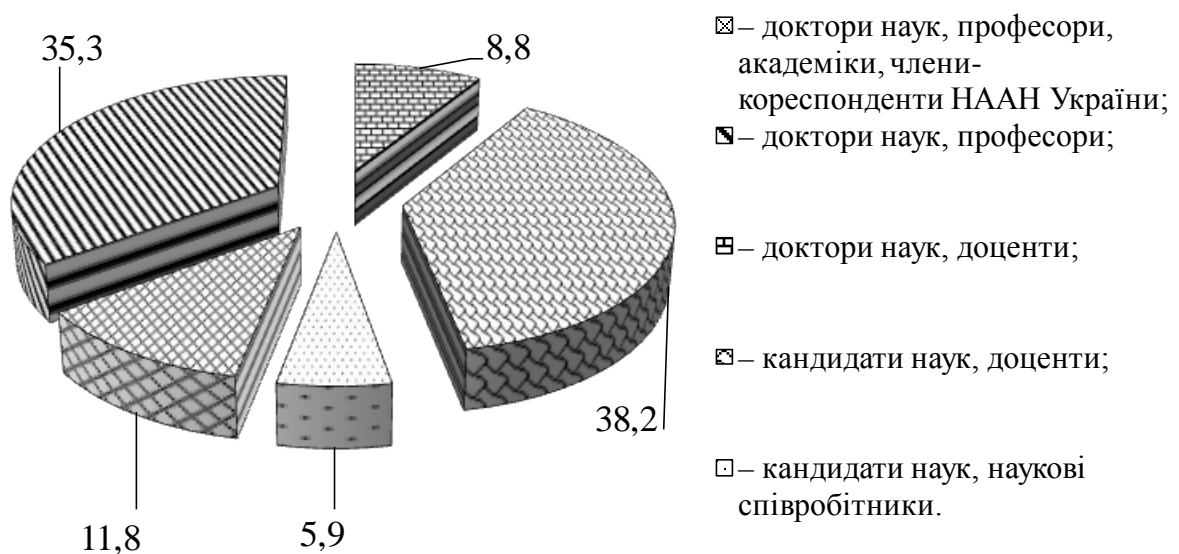 35,3
8,8
38,2
5,9
11,8
– доктори наук, професори,
академіки, члени-
кореспонденти НААН України;
– доктори наук, професори;
– доктори наук, доценти;
– кандидати наук, доценти;
– кандидати наук, наукові
співробітники.